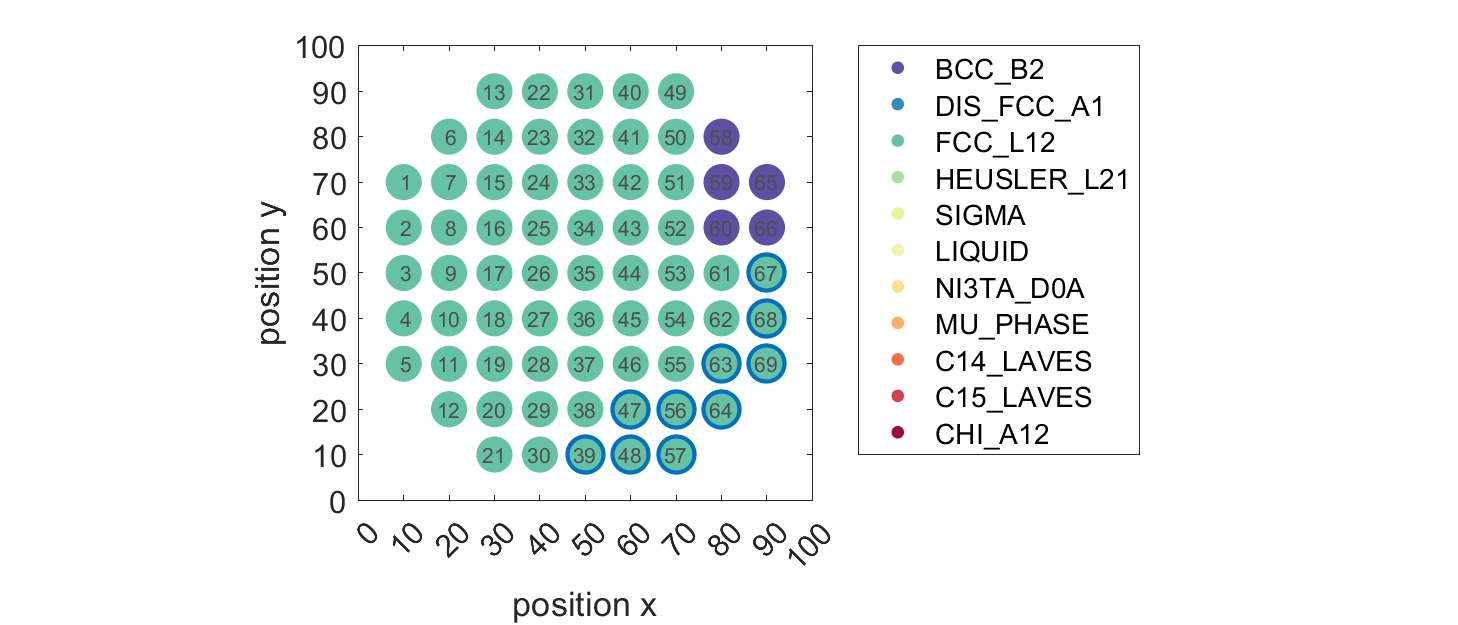 100
90 13 22 31 40 49
80 6 14 23 32 41 50 58
70 1 7 15 24 33 42 51 59 65
60 2 8 16 25 34 43 52 60 66
50 3 9 17 26 35 44 53 61 67
40 4 10 18 27 36 45 54 62 68
30 5 11 19 28 37 46 55 63 69
20 12 20 29 38 47 56 64
10 21 30 39 48 57
0
0 10 20 30 40 50 60 70 80 90 100
position x
position y
BCC_B2
DIS_FCC_A1
FCC_L12
HEUSLER_L21
SIGMA
LIQUID
NI3TA_D0A
MU_PHASE
C14_LAVES
C15_LAVES
CHI_A12